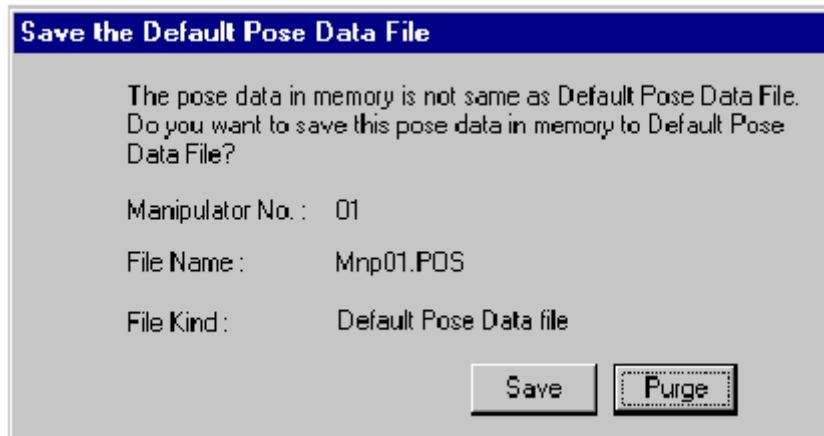 Save the Default Pose Data File
The pose data in memory is not same as Default Pose Data File.
Do you want to save this pose data in memory to Default Pose
Data File?
Manipulator No. : 01
File Name : Mnp01.POS
File Kind : Default Pose Data file
Save Purge